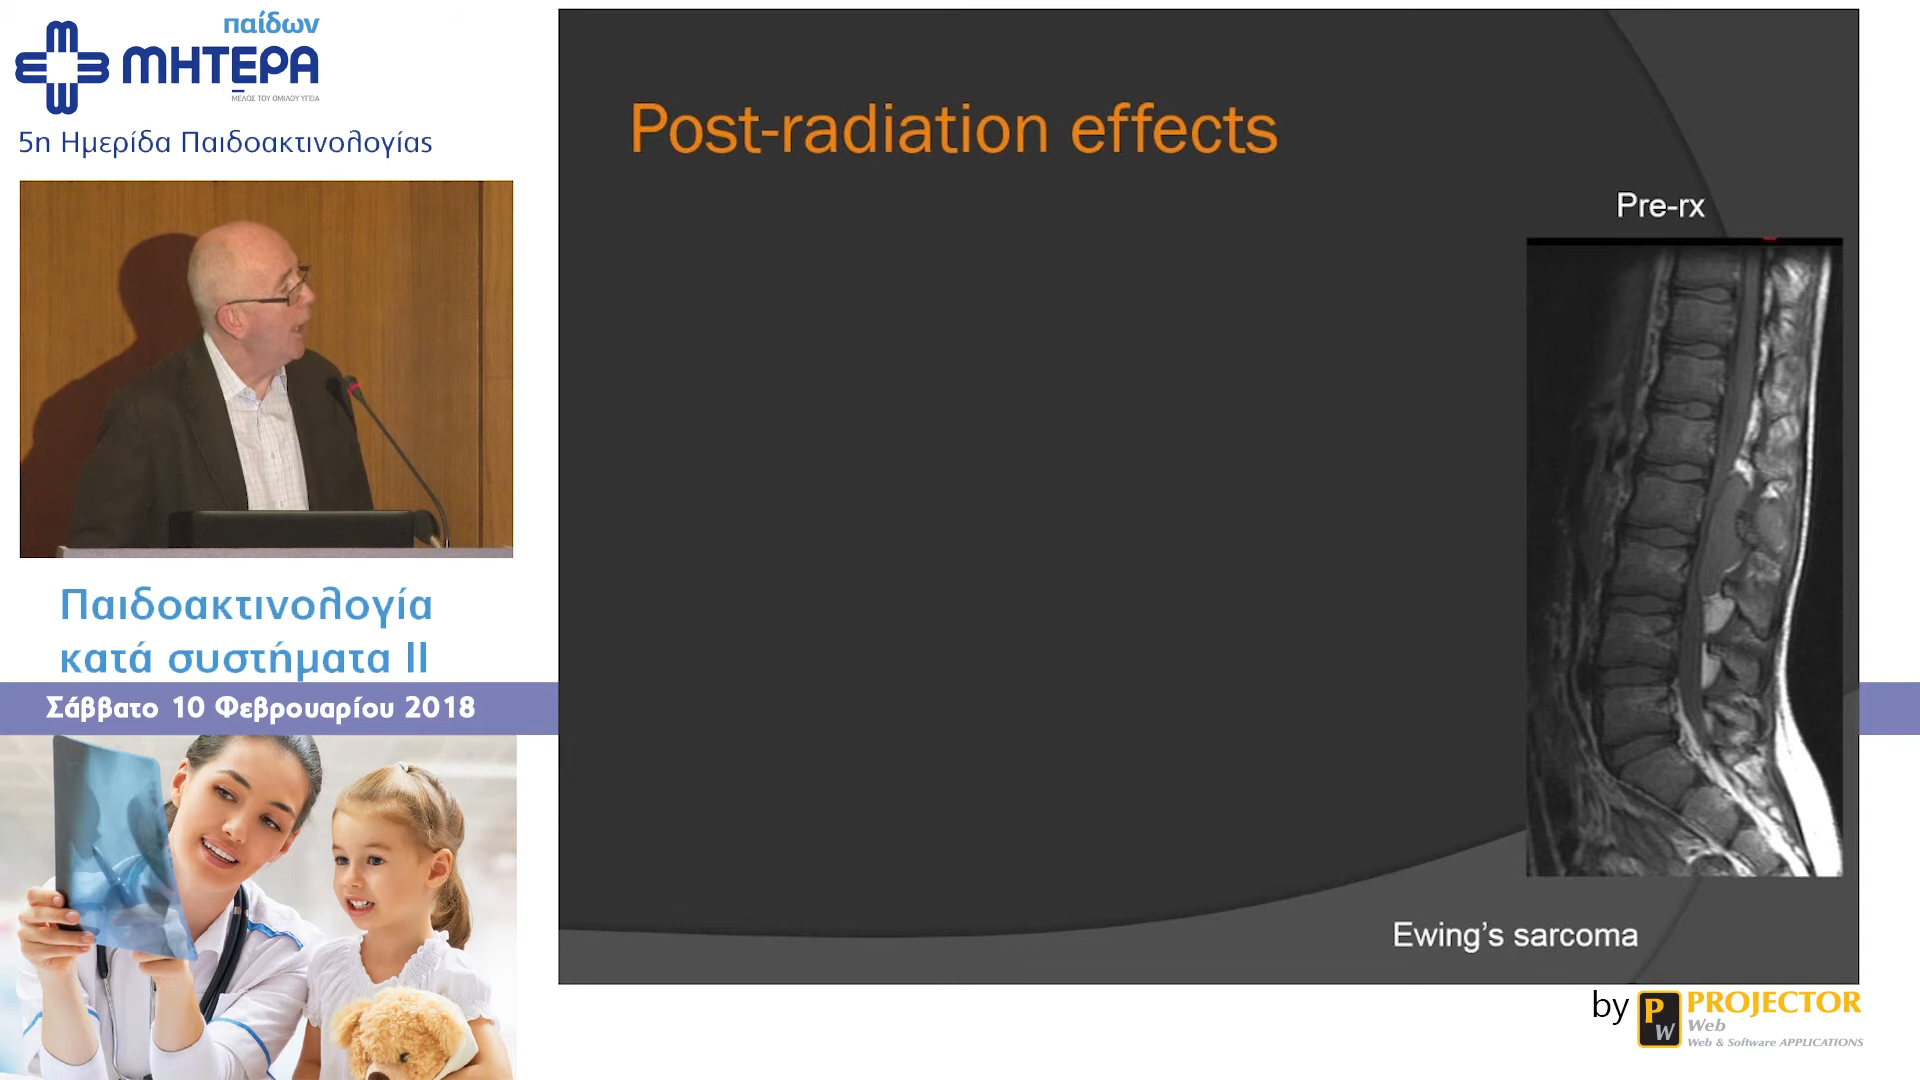 παίδων
ΜΗΤΕΡΑ
ΜΕΛΟΣ ΤΟΥ ΟΜΙΛΟΥ ΥΓΕΙΑ
5η Ημερίδα Παιδοακτινολογίας
Παιδοακτινολογία
κατά συστήματα II
Σάββατο 10 Φεβρουαρίου 2018
Post-radiation effects
Pre-rx
Ewing's sarcoma
by PW PROJECTOR
Web
Web & Software APPLICATIONS